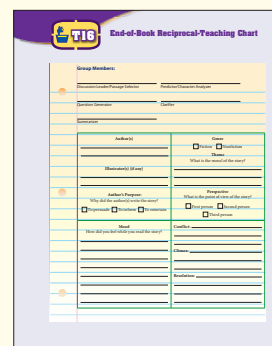 T16 End-of-Book Reciprocal-Teaching Chart
Group Members:
Discussion Leader/Passage Selector Predictor/Character Analyzer
Question Generator Clarifier
Summarizer
Author(s)
Illustrator(s) (if any)
Genre
Fiction Nonfiction
Theme
What is the moral of the story?
Author's Purpose
Why did the author(s) write the story?
To persuade To inform To entertain
Perspective
What is the point of view of the story?
First person Second person
Third person
Mood
How did you feel while you read the story?
Conflict:
Climax:
Resolution: